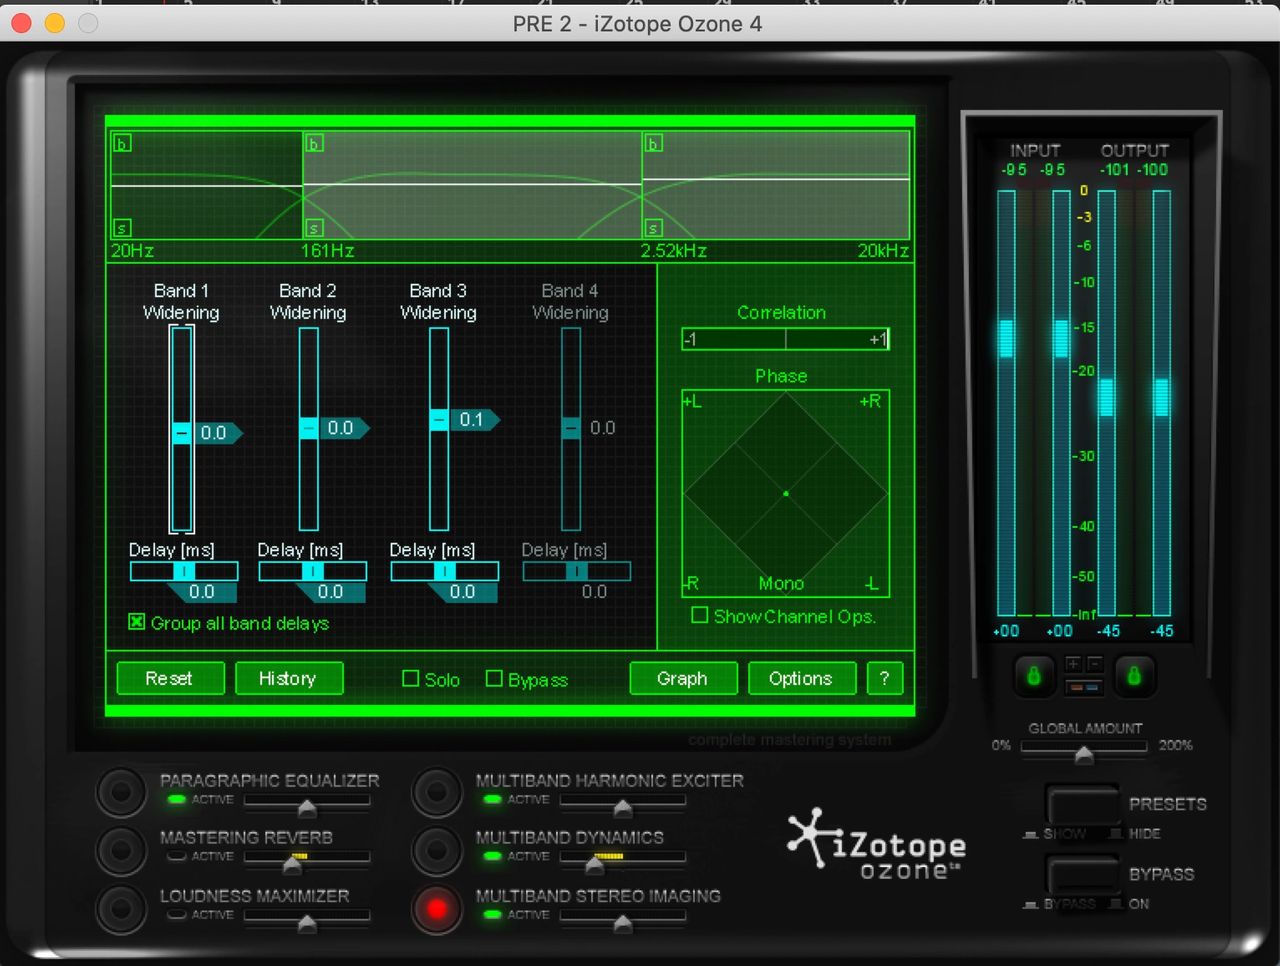 PRE 2 - iZotope Ozone 4
b b b
s s s
20Hz 161Hz 2.52kHz 20kHz
Band 1 Widening
Band 2 Widening
Band 3 Widening
Band 4 Widening
0.0 0.0 0.1 0.0
Delay [ms] Delay [ms] Delay [ms] Delay [ms]
0.0 0.0 0.0 0.0
Group all band delays
Correlation
-1 +1
Phase
+L +R
-R Mono -L
Show Channel Ops.
Reset History Solo Bypass Graph Options ?
complete mastering system
INPUT OUTPUT
-95 -95 -101 -100
0
-3
-6
-10
-15
-20
-30
-40
-50
-Inf
+00 +00 -45 -45
GLOBAL AMOUNT
0% 200%
PARAGRAPHIC EQUALIZER
ACTIVE
MASTERING REVERB
ACTIVE
LOUDNESS MAXIMIZER
ACTIVE
MULTIBAND HARMONIC EXCITER
ACTIVE
MULTIBAND DYNAMICS
ACTIVE
MULTIBAND STEREO IMAGING
ACTIVE
iZotope
ozone™
PRESETS
SHOW HIDE
BYPASS
BYPASS ON